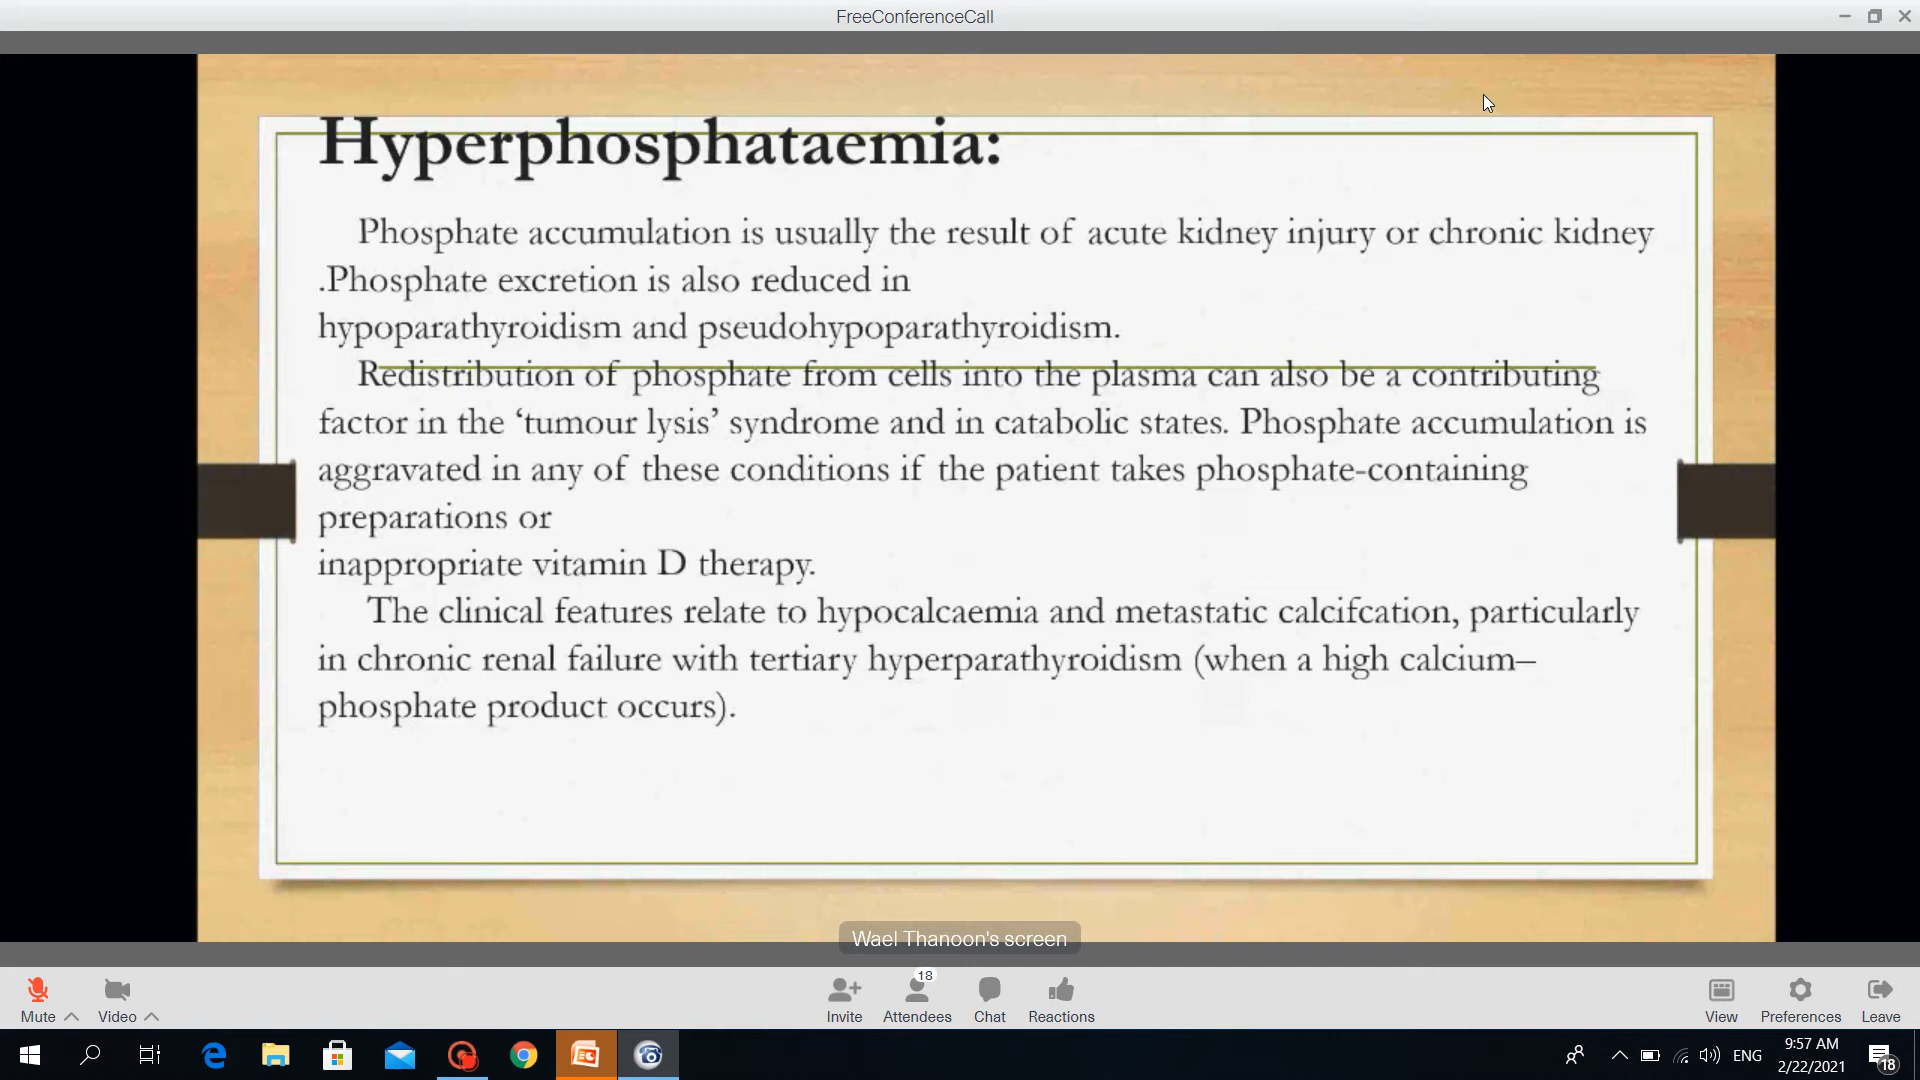 FreeConferenceCall
Hyperphosphataemia:
Phosphate accumulation is usually the result of acute kidney injury or chronic kidney
.Phosphate excretion is also reduced in
hypoparathyroidism and pseudohypoparathyroidism.
Redistribution of phosphate from cells into the plasma can also be a contributing
factor in the ‘tumour lysis’ syndrome and in catabolic states. Phosphate accumulation is
aggravated in any of these conditions if the patient takes phosphate-containing
preparations or
inappropriate vitamin D therapy.
The clinical features relate to hypocalcaemia and metastatic calcifcation, particularly
in chronic renal failure with tertiary hyperparathyroidism (when a high calcium–
phosphate product occurs).
Wael Thanoon's screen
18
Mute Video Invite Attendees Chat Reactions View Preferences Leave
ENG
9:57 AM
2/22/2021
18